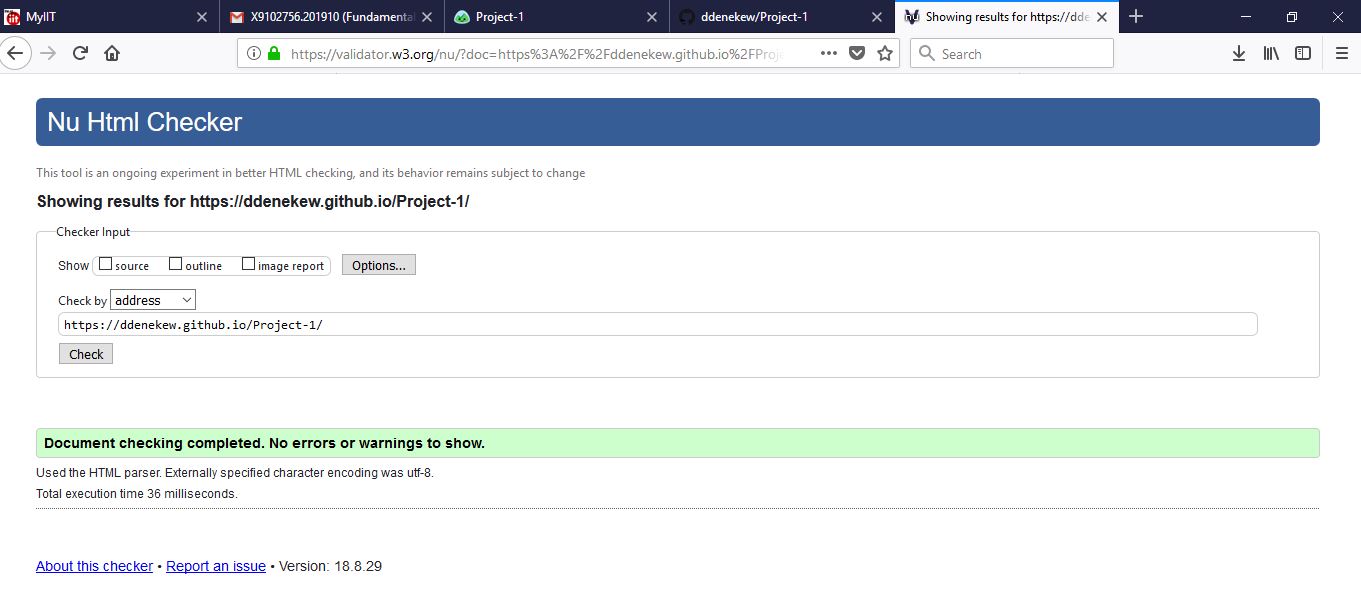 MyIIT
X9102756.201910 (Fundamenta
Project-1
ddenekew/Project-1
Showing results for https://dde
https://validator.w3.org/nu/?doc=https%3A%2F%2Fddenekew.github.io%2FProj
Search
Nu Html Checker
This tool is an ongoing experiment in better HTML checking, and its behavior remains subject to change
Showing results for https://ddenekew.github.io/Project-1/
Checker Input
Show source outline image report Options...
Check by address
https://ddenekew.github.io/Project-1/
Check
Document checking completed. No errors or warnings to show.
Used the HTML parser. Externally specified character encoding was utf-8.
Total execution time 36 milliseconds.
About this checker • Report an issue • Version: 18.8.29